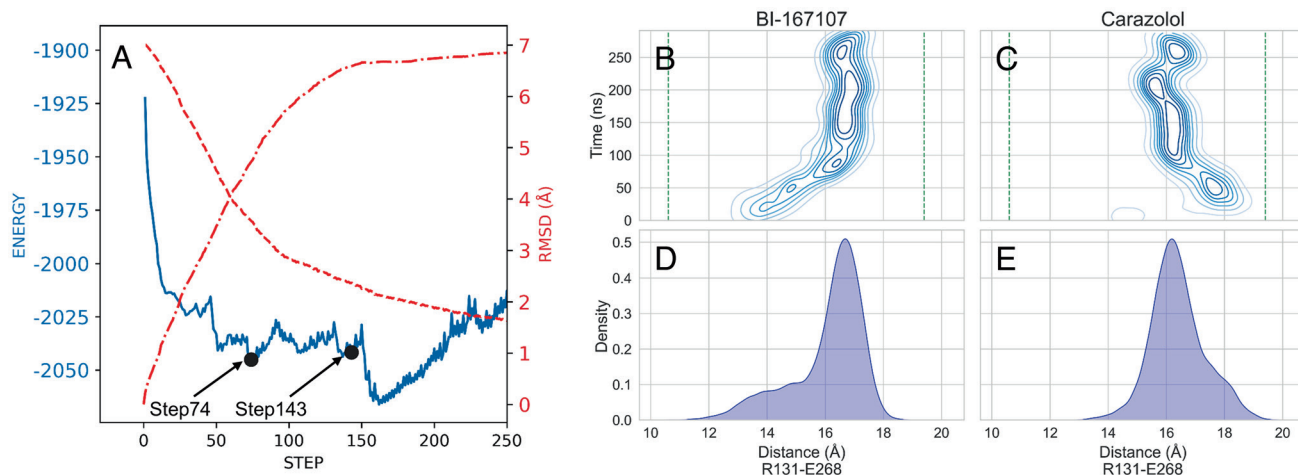 A
ENERGY
-1900
-1925
-1950
-1975
-2000
-2025
-2050
Step74
Step143
0
50
100
150
200
250
STEP
7
6
5
4
3
2
1
0
RMSD (Å)
BI-167107
B
Time (ns)
250
200
150
100
50
0
Carazolol
C
D
Density
0.5
0.4
0.3
0.2
0.1
0.0
10 12 14 16 18 20
Distance (Å)
R131-E268
E
10 12 14 16 18 20
Distance (Å)
R131-E268